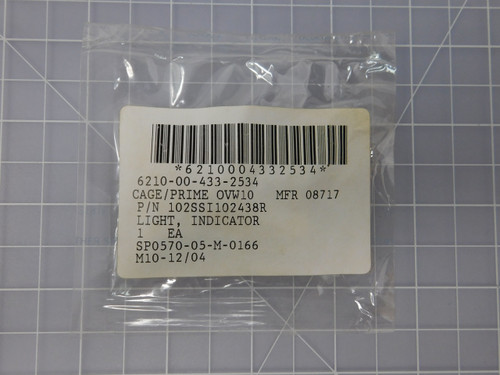 *6210004332534*
6210-00-433-2534
CAGE/PRIME OVW10 MFR 08717
P/N 102SSI102438R
LIGHT, INDICATOR
1 EA
SP0570-05-M-0166
M10-12/04